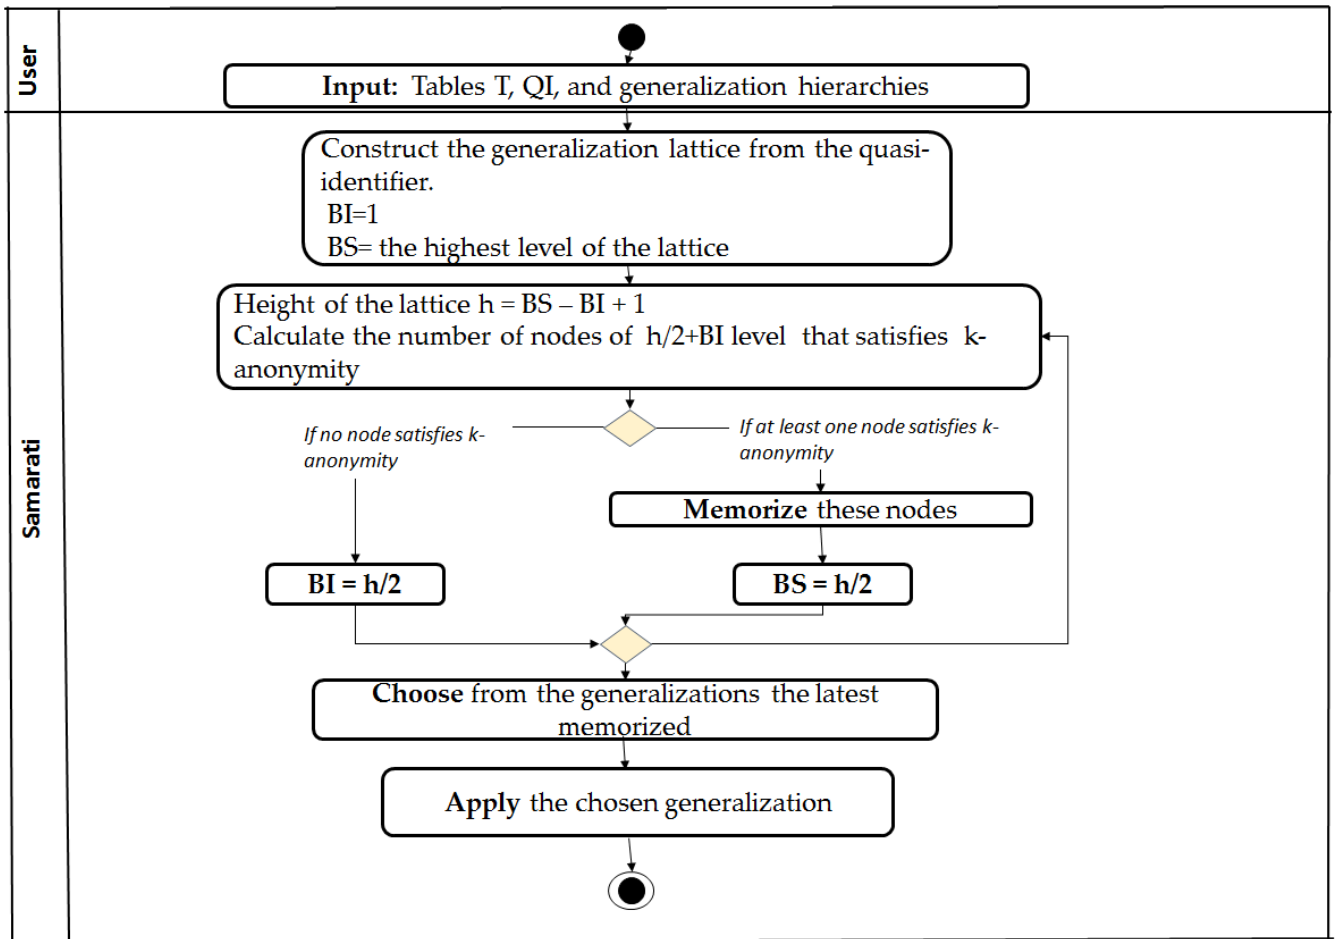 User
Input: Tables T, QI, and generalization hierarchies
Samarati
Construct the generalization lattice from the quasi-
identifier.
BI=1
BS= the highest level of the lattice
Height of the lattice h = BS – BI + 1
Calculate the number of nodes of h/2+BI level that satisfies k-
anonymity
If no node satisfies k-
anonymity
If at least one node satisfies k-
anonymity
Memorize these nodes
BI = h/2
BS = h/2
Choose from the generalizations the latest
memorized
Apply the chosen generalization